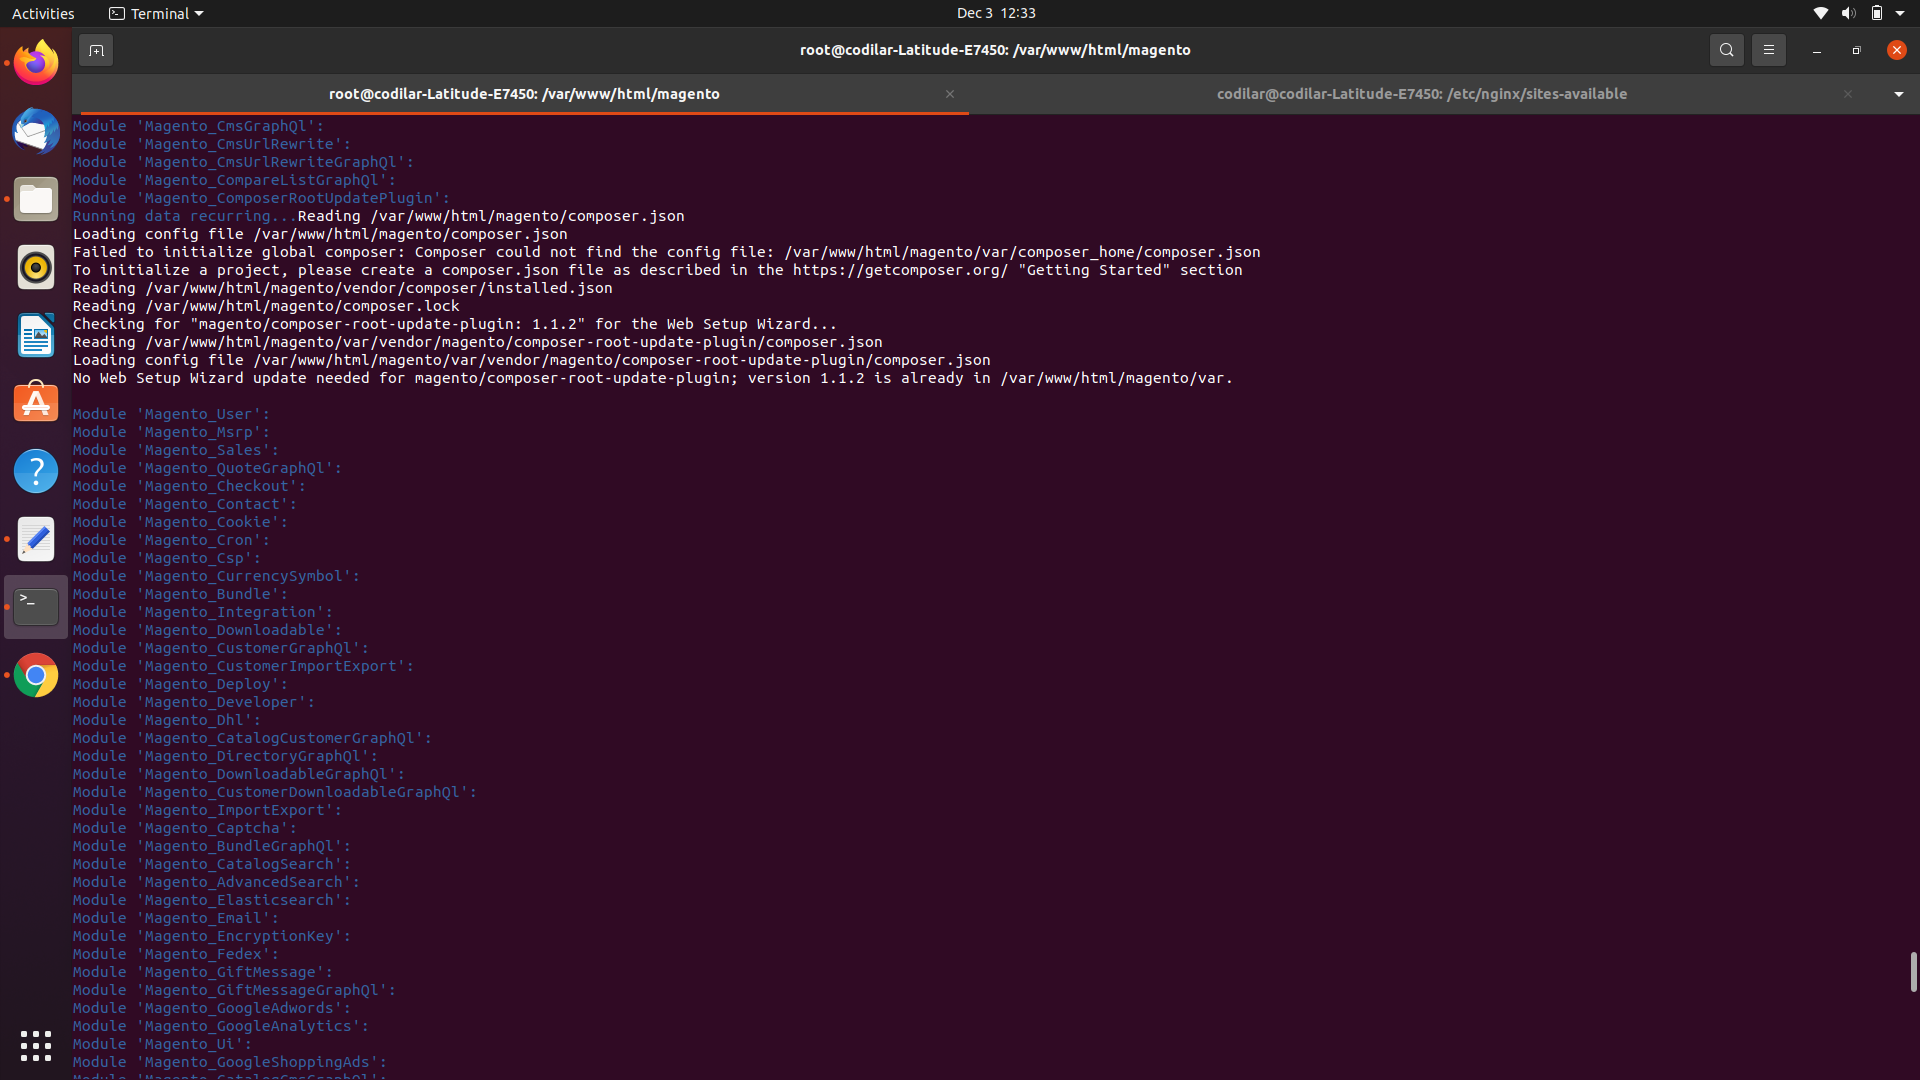 Activities
Terminal
Dec 3 12:33
root@codilar-Latitude-E7450: /var/www/html/magento
root@codilar-Latitude-E7450: /var/www/html/magento
codilar@codilar-Latitude-E7450: /etc/nginx/sites-available
Module 'Magento_CmsGraphQl':
Module 'Magento_CmsUrlRewrite':
Module 'Magento_CmsUrlRewriteGraphQl':
Module 'Magento_CompareListGraphQl':
Module 'Magento_ComposerRootUpdatePlugin':
Running data recurring...Reading /var/www/html/magento/composer.json
Loading config file /var/www/html/magento/composer.json
Failed to initialize global composer: Composer could not find the config file: /var/www/html/magento/var/composer_home/composer.json
To initialize a project, please create a composer.json file as described in the https://getcomposer.org/ "Getting Started" section
Reading /var/www/html/magento/vendor/composer/installed.json
Reading /var/www/html/magento/composer.lock
Checking for "magento/composer-root-update-plugin: 1.1.2" for the Web Setup Wizard...
Reading /var/www/html/magento/var/vendor/magento/composer-root-update-plugin/composer.json
Loading config file /var/www/html/magento/var/vendor/magento/composer-root-update-plugin/composer.json
No Web Setup Wizard update needed for magento/composer-root-update-plugin; version 1.1.2 is already in /var/www/html/magento/var.
Module 'Magento_User':
Module 'Magento_Msrp':
Module 'Magento_Sales':
Module 'Magento_QuoteGraphQl':
Module 'Magento_Checkout':
Module 'Magento_Contact':
Module 'Magento_Cookie':
Module 'Magento_Cron':
Module 'Magento_Csp':
Module 'Magento_CurrencySymbol':
Module 'Magento_Bundle':
Module 'Magento_Integration':
Module 'Magento_Downloadable':
Module 'Magento_CustomerGraphQl':
Module 'Magento_CustomerImportExport':
Module 'Magento_Deploy':
Module 'Magento_Developer':
Module 'Magento_Dhl':
Module 'Magento_CatalogCustomerGraphQl':
Module 'Magento_DirectoryGraphQl':
Module 'Magento_DownloadableGraphQl':
Module 'Magento_CustomerDownloadableGraphQl':
Module 'Magento_ImportExport':
Module 'Magento_Captcha':
Module 'Magento_BundleGraphQl':
Module 'Magento_CatalogSearch':
Module 'Magento_AdvancedSearch':
Module 'Magento_Elasticsearch':
Module 'Magento_Email':
Module 'Magento_EncryptionKey':
Module 'Magento_Fedex':
Module 'Magento_GiftMessage':
Module 'Magento_GiftMessageGraphQl':
Module 'Magento_GoogleAdwords':
Module 'Magento_GoogleAnalytics':
Module 'Magento_Ui':
Module 'Magento_GoogleShoppingAds':
Module 'Magento_CatalogCmsGraphQl':